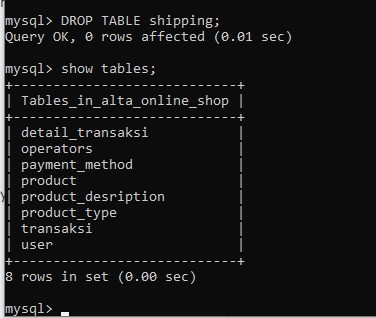 mysql> DROP TABLE shipping;
Query OK, 0 rows affected (0.01 sec)
mysql> show tables;
+---------------------------+
| Tables_in_alta_online_shop |
+---------------------------+
| detail_transaksi |
| operators |
| payment_method |
| product |
| product_desription |
| product_type |
| transaksi |
| user |
+---------------------------+
8 rows in set (0.00 sec)
mysql>